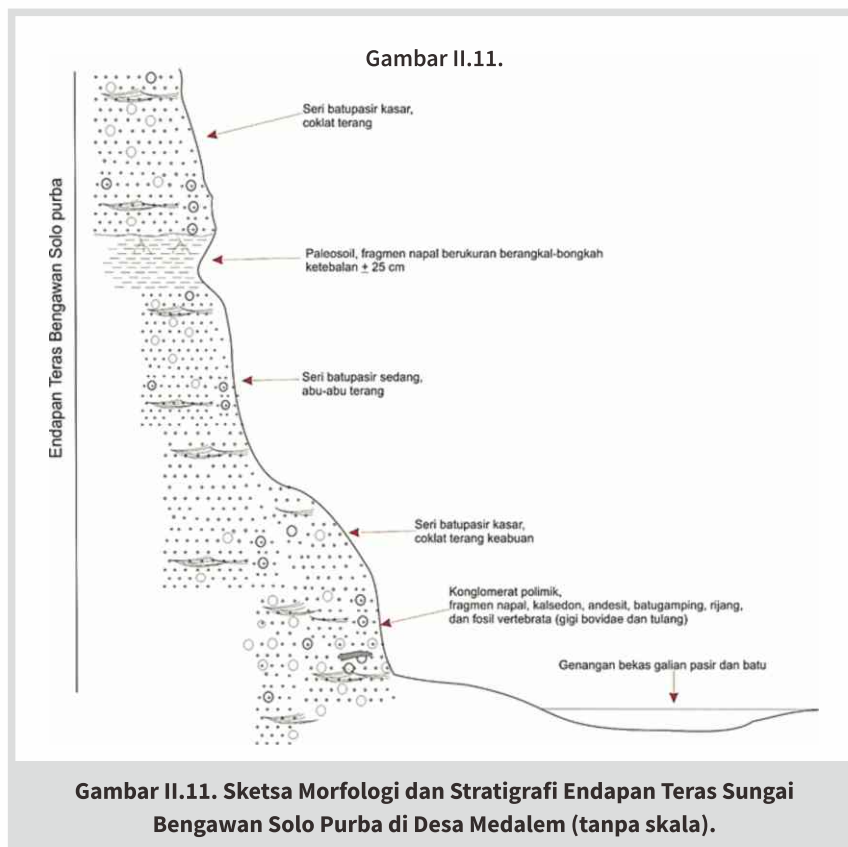 Gambar II.11.
Seri batupasir kasar,
coklat terang
Endapan Teras Bengawan Solo purba
Paleosoil, fragmen napal berukuran berangkal-bongkah
ketebalan ± 25 cm
Seri batupasir sedang,
abu-abu terang
Seri batupasir kasar,
coklat terang keabuan
Konglomerat polimik,
fragmen napal, kalsedon, andesit, batugamping, rijang,
dan fosil vertebrata (gigi bovidae dan tulang)
Genangan bekas galian pasir dan batu
Gambar II.11. Sketsa Morfologi dan Stratigrafi Endapan Teras Sungai
Bengawan Solo Purba di Desa Medalem (tanpa skala).